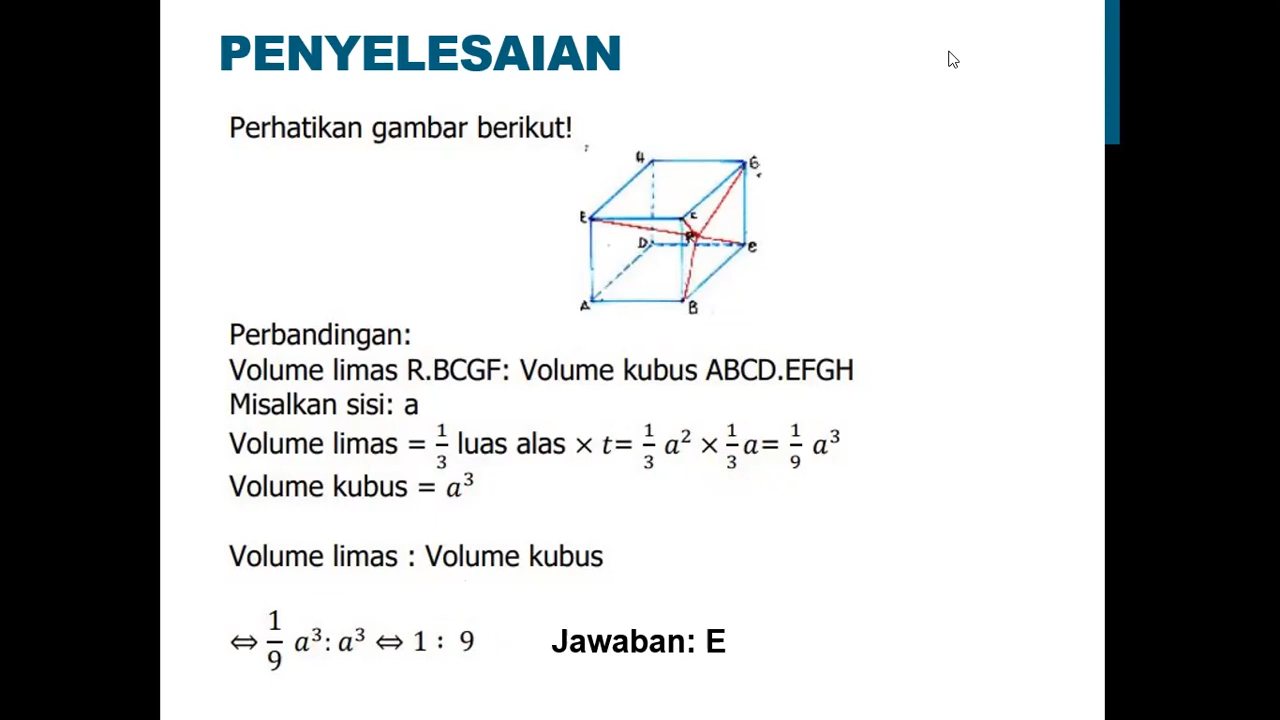 PENYELESAIAN
Perhatikan gambar berikut!
H G
E C
R
D C
A B
Perbandingan:
Volume limas R.BCGF: Volume kubus ABCD.EFGH
Misalkan sisi: a
Volume limas = 1/3 luas alas × t= 1/3 a² × 1/3 a= 1/9 a³
Volume kubus = a³
Volume limas : Volume kubus
⇔ 1/9 a³: a³ ⇔ 1 : 9 Jawaban: E